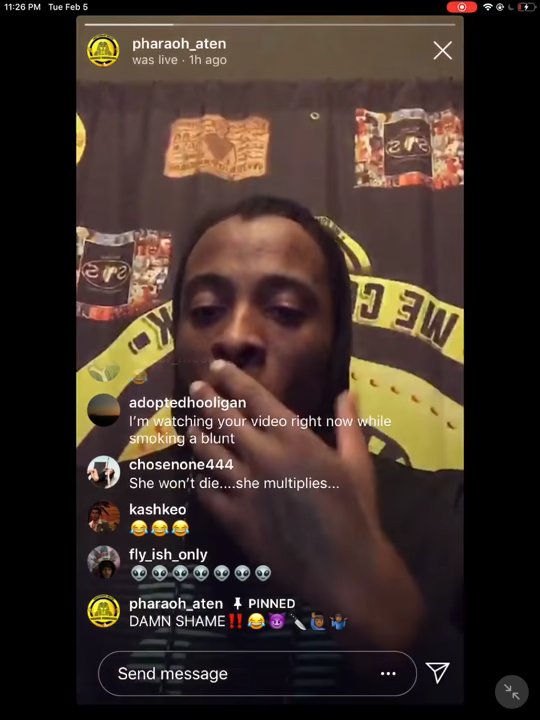 11:26 PM Tue Feb 5
pharaoh_aten
was live · 1h ago
adoptedhooligan
I'm watching your video right now while
smoking a blunt
chosenone444
She won't die....she multiplies...
kashkeo
😂😂😂
fly_ish_only
👽👽👽👽👽👽👽
pharaoh_aten PINNED
DAMN SHAME‼️😂😈🔪🙋🏾‍♂️🤷🏾‍♂️
Send message